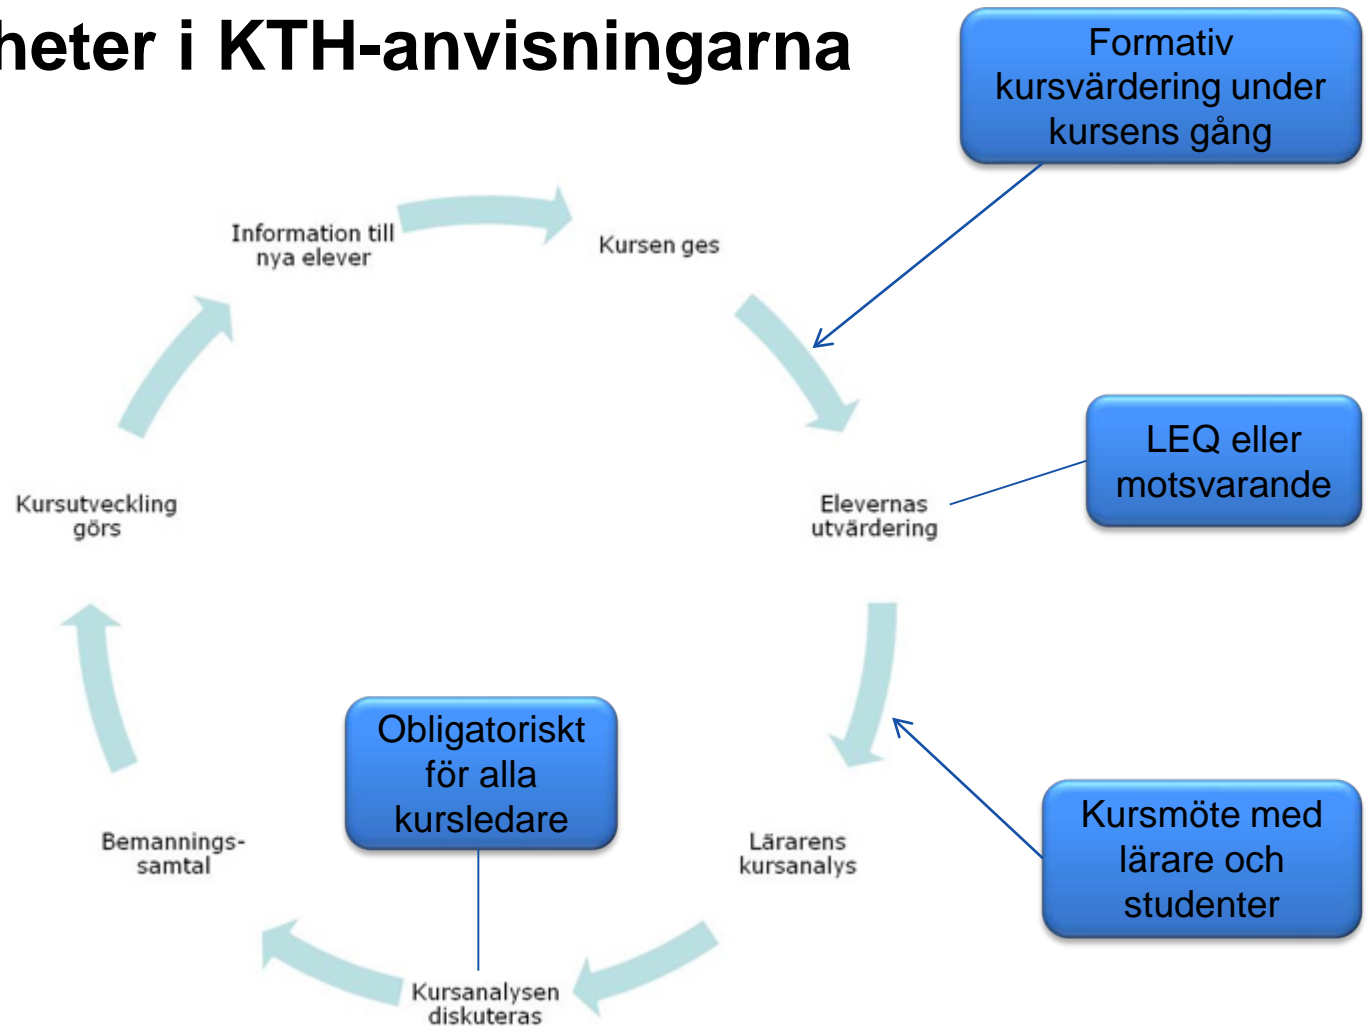 heter i KTH-anvisningarna
Formativ
kursvärdering under
kursens gång
Information till
nya elever
Kursen ges
LEQ eller
motsvarande
Kursutveckling
görs
Elevernas
utvärdering
Obligatoriskt
för alla
kursledare
Kursmöte med
lärare och
studenter
Bemannings-
samtal
Lärarens
kursanalys
Kursanalysen
diskuteras